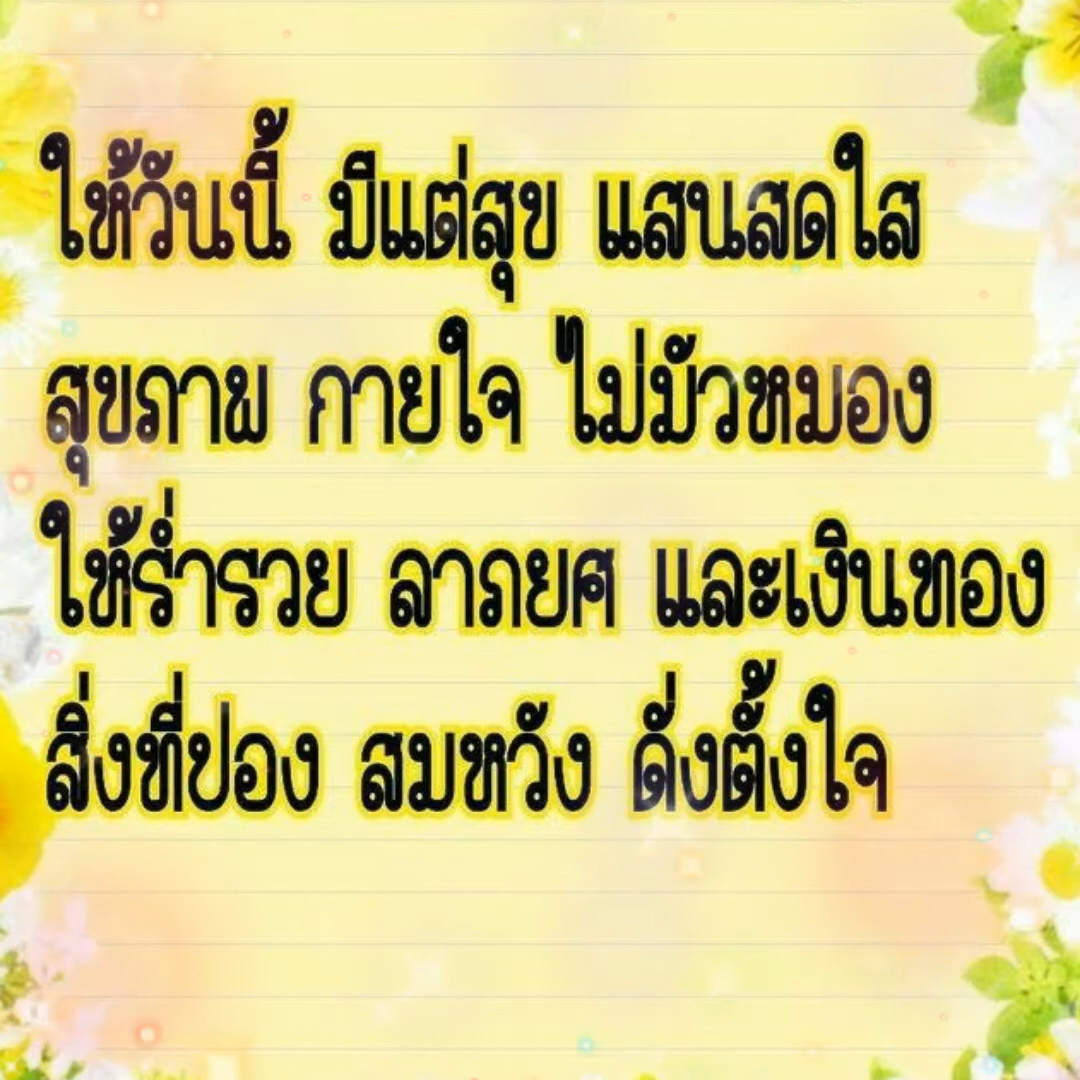 ให้วันนี้ มีแต่สุข แสนสดใส
สุขภาพ กายใจ ไม่มัวหมอง
ให้ร่ำรวย ลาภยศ และเงินทอง
สิ่งที่ปอง สมหวัง ดั่งตั้งใจ